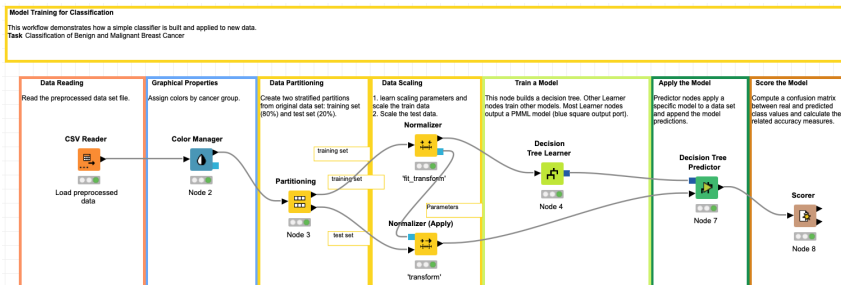 Model Training for Classification
This workflow demonstrates how a simple classifier is built and applied to new data.
Task Classification of Benign and Malignant Breast Cancer
Data Reading
Read the preprocessed data set file.
CSV Reader
Load preprocessed
data
Graphical Properties
Assign colors by cancer group.
Color Manager
Node 2
Data Partitioning
Create two stratified partitions
from original data set: training set
(80%) and test set (20%).
training set
training set
Partitioning
Node 3
test set
Data Scaling
1. learn scaling parameters and
scale the train data
2. Scale the test data.
Normalizer
'fit_transform'
Parameters
Normalizer (Apply)
'transform'
Train a Model
This node builds a decision tree. Other Learner
nodes train other models. Most Learner nodes
output a PMML model (blue square output port).
Decision
Tree Learner
Node 4
Apply the Model
Predictor nodes apply a
specific model to a data set
and append the model
predictions.
Decision Tree
Predictor
Node 7
Score the Model
Compute a confusion matrix
between real and predicted
class values and calculate the
related accuracy measures.
Scorer
Node 8